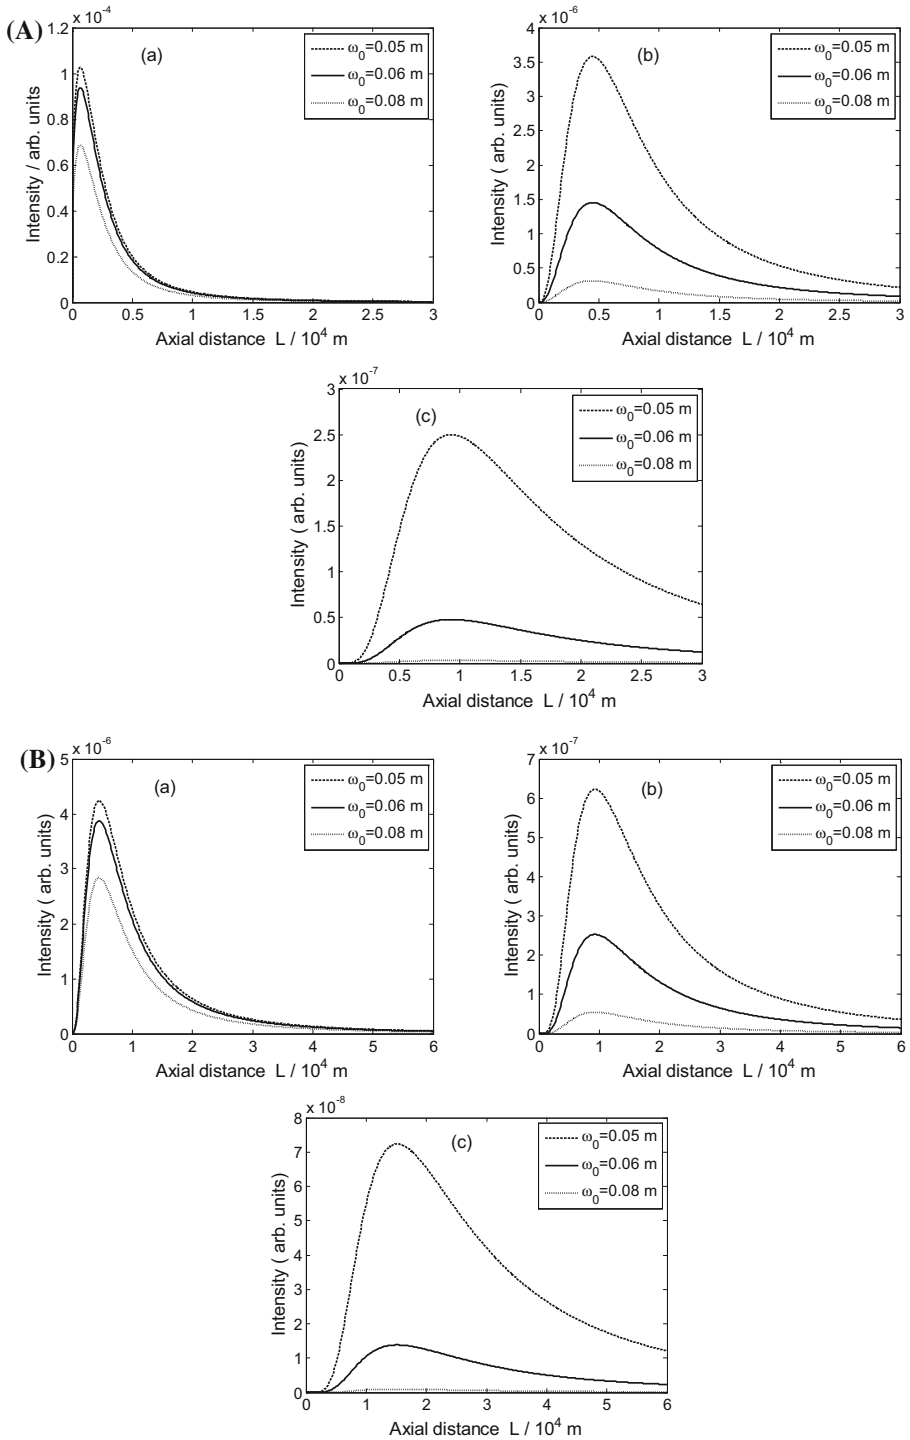 (A)
x 10-4
1.2
1
0.8
0.6
0.4
0.2
0
0 0.5 1 1.5 2 2.5 3
Intensity / arb. units
Axial distance L / 10^4 m
(a)
ω0=0.05 m
ω0=0.06 m
ω0=0.08 m
x 10-6
4
3.5
3
2.5
2
1.5
1
0.5
0
0 0.5 1 1.5 2 2.5 3
Intensity ( arb. units)
Axial distance L / 10^4 m
(b)
ω0=0.05 m
ω0=0.06 m
ω0=0.08 m
x 10-7
3
2.5
2
1.5
1
0.5
0
0 0.5 1 1.5 2 2.5 3
Intensity ( arb. units)
Axial distance L / 10^4 m
(c)
ω0=0.05 m
ω0=0.06 m
ω0=0.08 m
(B)
x 10-6
5
4
3
2
1
0
0 1 2 3 4 5 6
Intensity ( arb. units)
Axial distance L / 10^4 m
(a)
ω0=0.05 m
ω0=0.06 m
ω0=0.08 m
x 10-7
7
6
5
4
3
2
1
0
0 1 2 3 4 5 6
Intensity ( arb. units)
Axial distance L / 10^4 m
(b)
ω0=0.05 m
ω0=0.06 m
ω0=0.08 m
x 10-8
8
7
6
5
4
3
2
1
0
0 1 2 3 4 5 6
Intensity ( arb. units)
Axial distance L / 10^4 m
(c)
ω0=0.05 m
ω0=0.06 m
ω0=0.08 m